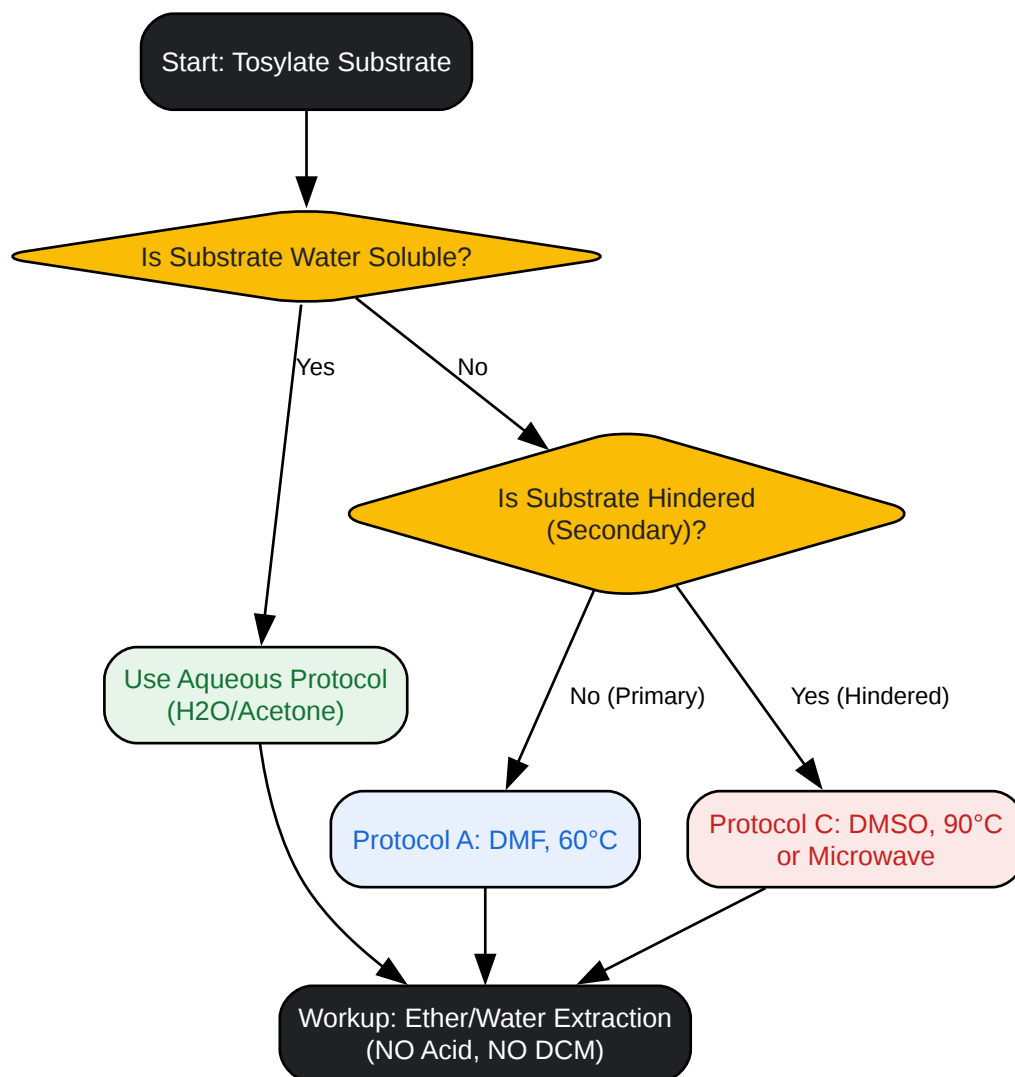 Start: Tosylate Substrate
Is Substrate Water Soluble?
Yes
No
Is Substrate Hindered
(Secondary)?
Use Aqueous Protocol
(H2O/Acetone)
No (Primary)
Yes (Hindered)
Protocol A: DMF, 60°C
Protocol C: DMSO, 90°C
or Microwave
Workup: Ether/Water Extraction
(NO Acid, NO DCM)